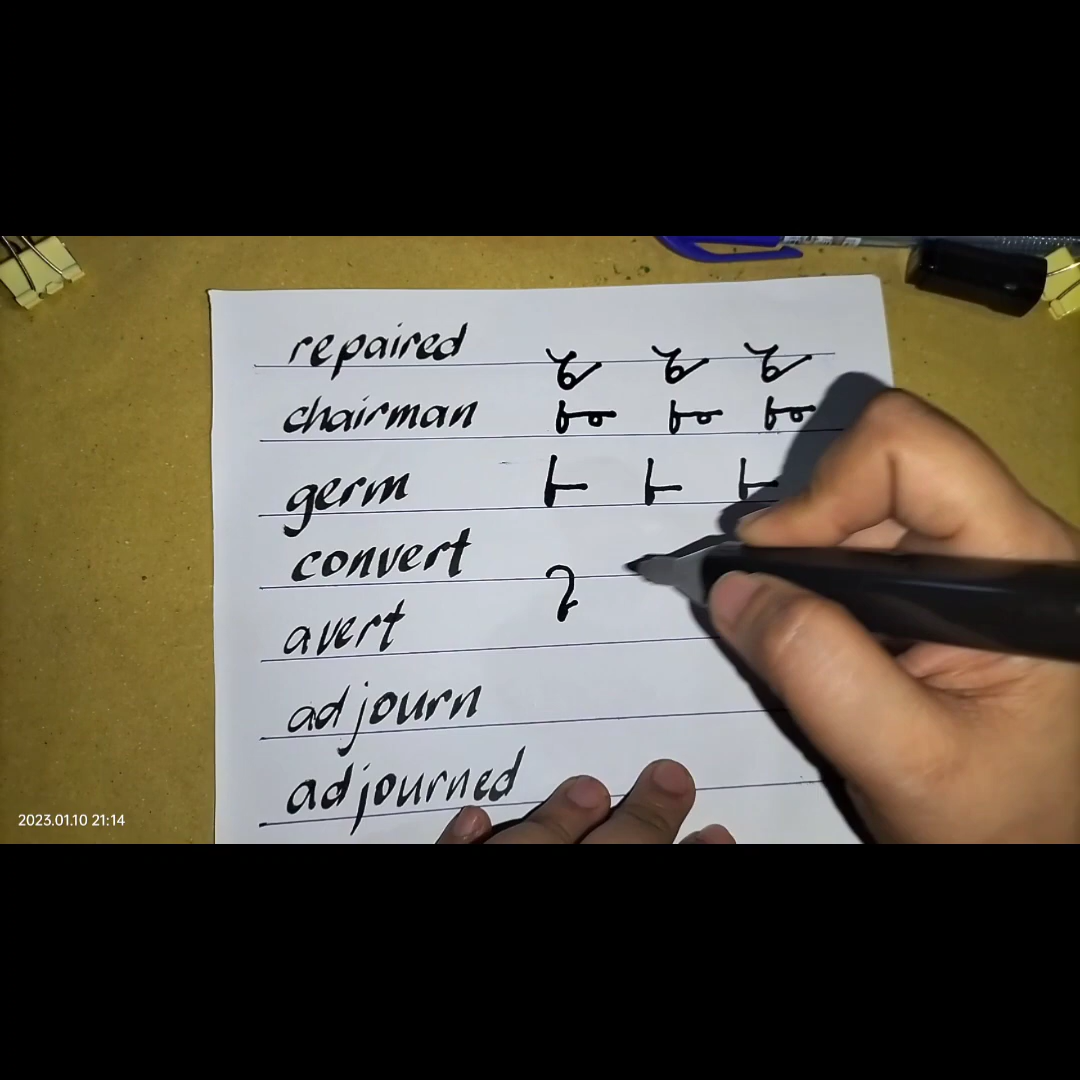 repaired
chairman
germ
convert
avert
adjourn
adjourned
2023.01.10 21:14